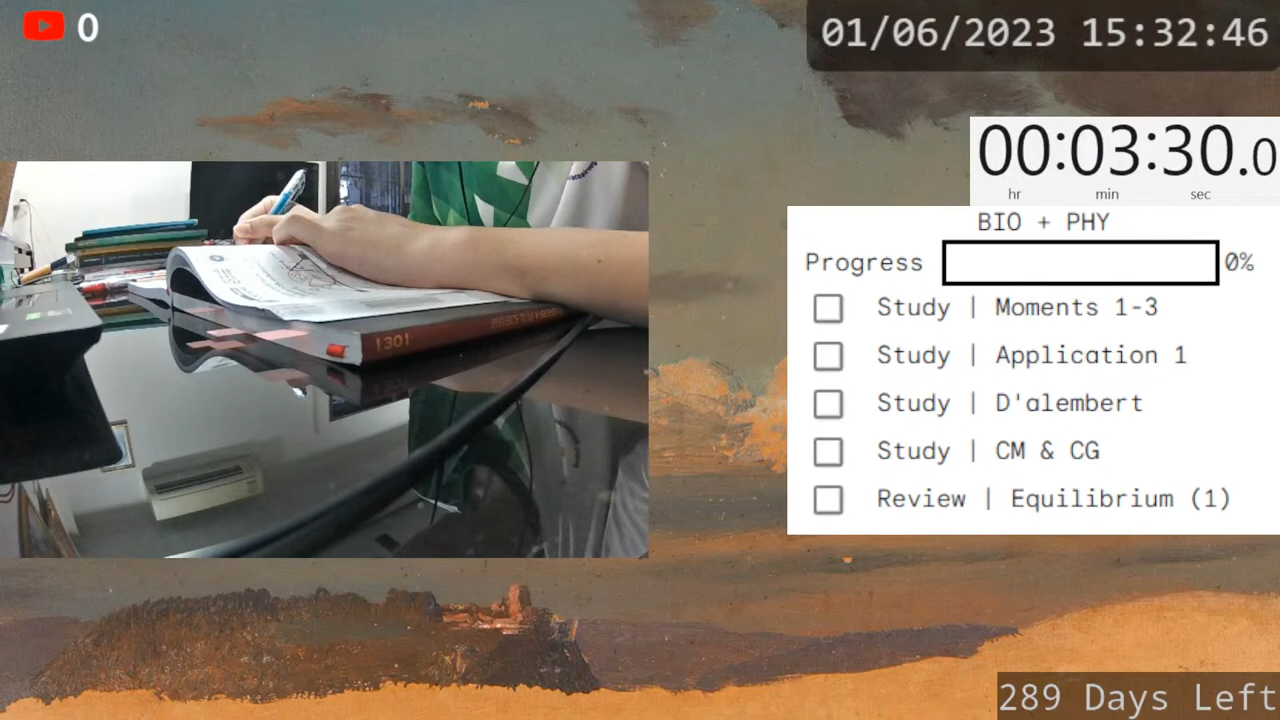 0
01/06/2023 15:32:46
00:03:30.0
hr min sec
BIO + PHY
Progress 0%
Study | Moments 1-3
Study | Application 1
Study | D'alembert
Study | CM & CG
Review | Equilibrium (1)
1301
289 Days Left